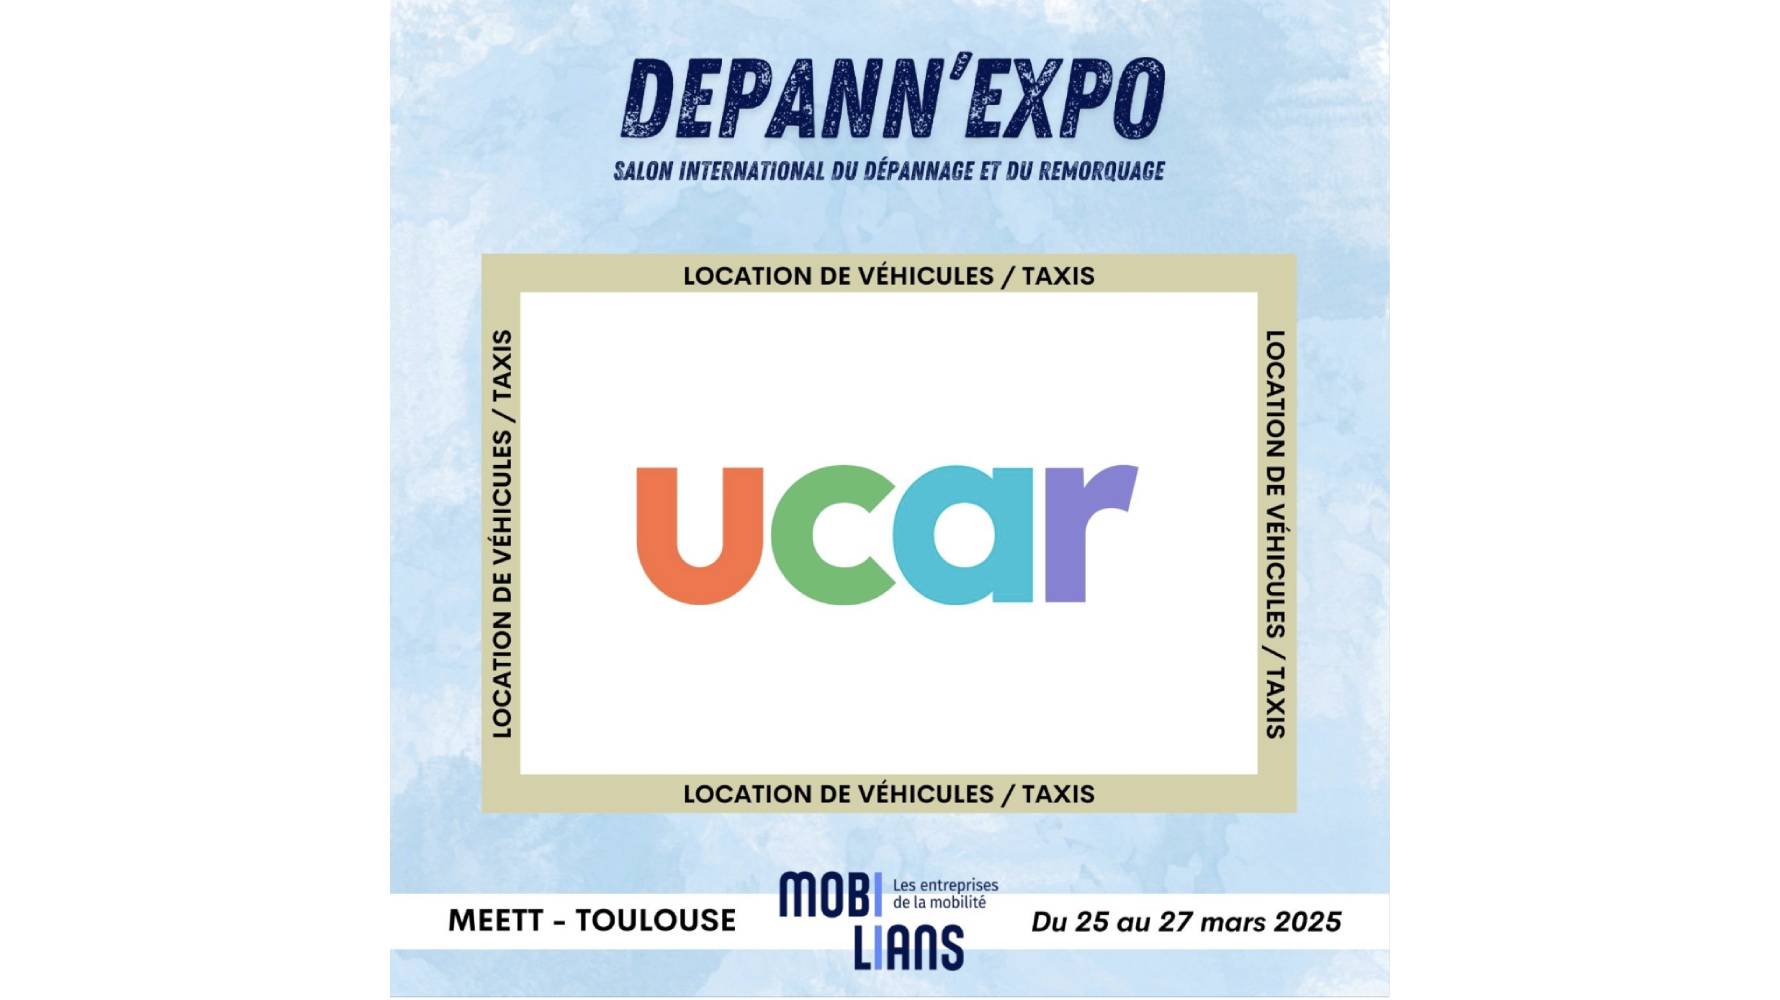 DEPANN'EXPO
SALON INTERNATIONAL DU DÉPANNAGE ET DU REMORQUAGE
LOCATION DE VÉHICULES / TAXIS
LOCATION DE VÉHICULES / TAXIS
ucar
LOCATION DE VÉHICULES / TAXIS
LOCATION DE VÉHICULES / TAXIS
MEETT - TOULOUSE
MOBI
LIANS
Les entreprises
de la mobilité
Du 25 au 27 mars 2025